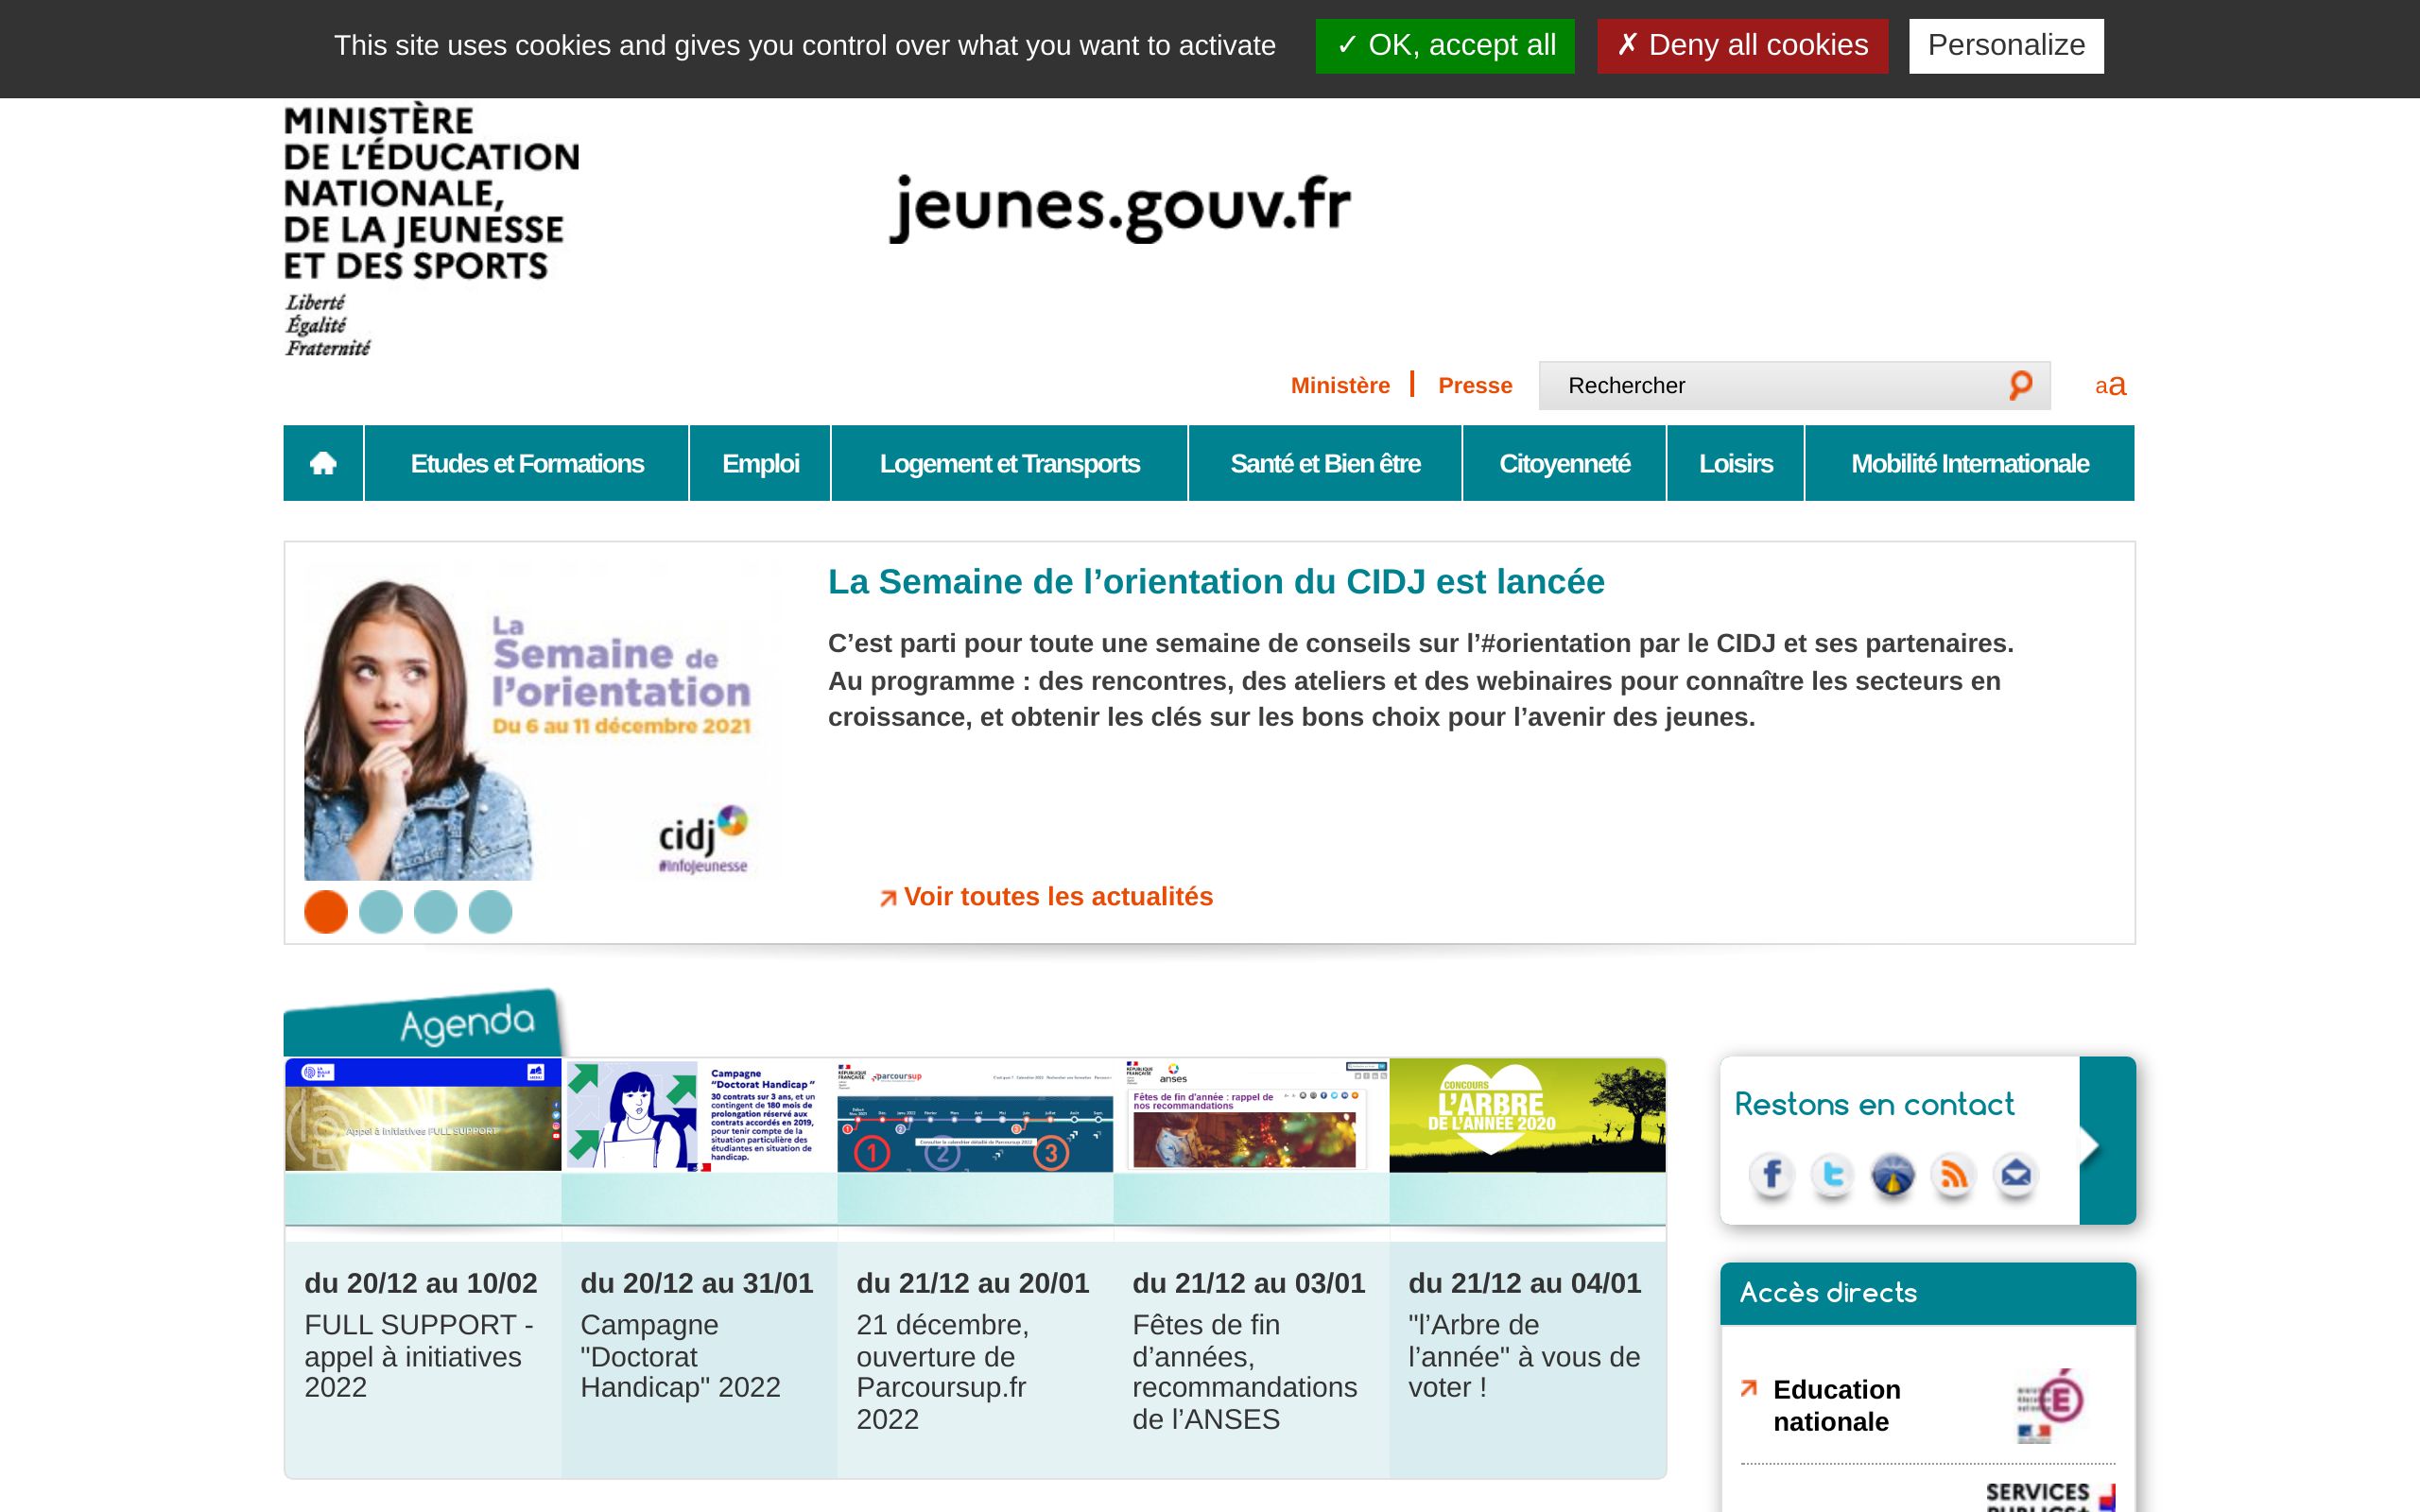 This site uses cookies and gives you control over what you want to activate
✓ OK, accept all
✗ Deny all cookies
Personalize
MINISTÈRE
DE L'ÉDUCATION
NATIONALE,
DE LA JEUNESSE
ET DES SPORTS
Liberté
Égalité
Fraternité
jeunes.gouv.fr
Ministère
Presse
Rechercher
aa
Etudes et Formations
Emploi
Logement et Transports
Santé et Bien être
Citoyenneté
Loisirs
Mobilité Internationale
La
Semaine de
l'orientation
Du 6 au 11 décembre 2021
cidj
#infojeunesse
La Semaine de l’orientation du CIDJ est lancée
C’est parti pour toute une semaine de conseils sur l’#orientation par le CIDJ et ses partenaires.
Au programme : des rencontres, des ateliers et des webinaires pour connaître les secteurs en
croissance, et obtenir les clés sur les bons choix pour l’avenir des jeunes.
Voir toutes les actualités
Agenda
Appel à initiatives FULL SUPPORT
Campagne
"Doctorat Handicap"
30 contrats sur 3 ans, et un
contingent de 180 mois de
prolongation réservé aux
contrats accordés en 2019,
pour tenir compte de la
situation particulière des
étudiantes en situation de
handicap.
parcoursup
Consulter le calendrier détaillé de Parcoursup 2022
1
2
3
anses
Fêtes de fin d'année : rappel de
nos recommandations
CONCOURS
L'ARBRE
DE L'ANNÉE 2020
du 20/12 au 10/02
FULL SUPPORT -
appel à initiatives
2022
du 20/12 au 31/01
Campagne
"Doctorat
Handicap" 2022
du 21/12 au 20/01
21 décembre,
ouverture de
Parcoursup.fr
2022
du 21/12 au 03/01
Fêtes de fin
d’années,
recommandations
de l’ANSES
du 21/12 au 04/01
"l’Arbre de
l’année" à vous de
voter !
Restons en contact
Accès directs
Education
nationale
SERVICES